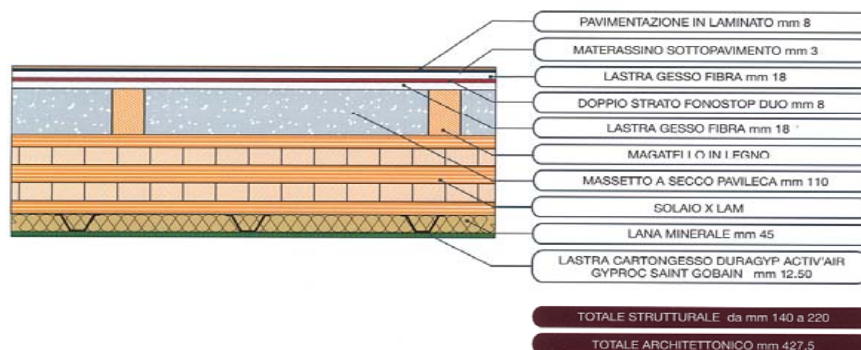 PAVIMENTAZIONE IN LAMINATO mm 8
MATERASSINO SOTTOPAVIMENTO mm 3
LASTRA GESSO FIBRA mm 18
DOPPIO STRATO FONOSTOP DUO mm 8
LASTRA GESSO FIBRA mm 18
MAGATELLO IN LEGNO
MASSETTO A SECCO PAVILECA mm 110
SOLAIO X LAM
LANA MINERALE mm 45
LASTRA CARTONGESSO DURAGYP ACTIV'AIR
GYPROC SAINT GOBAIN mm 12.50
TOTALE STRUTTURALE da mm 140 a 220
TOTALE ARCHITETTONICO mm 427.5